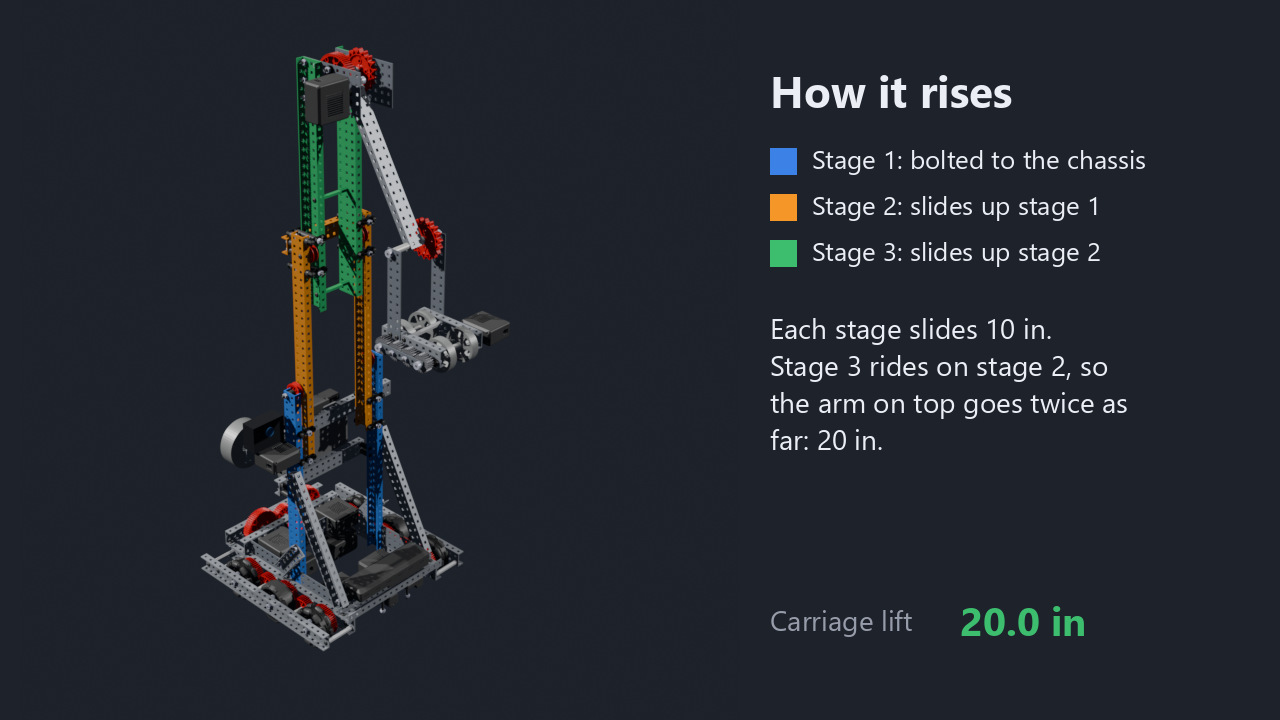 How it rises
Stage 1: bolted to the chassis
Stage 2: slides up stage 1
Stage 3: slides up stage 2
Each stage slides 10 in.
Stage 3 rides on stage 2, so
the arm on top goes twice as
far: 20 in.
Carriage lift 20.0 in